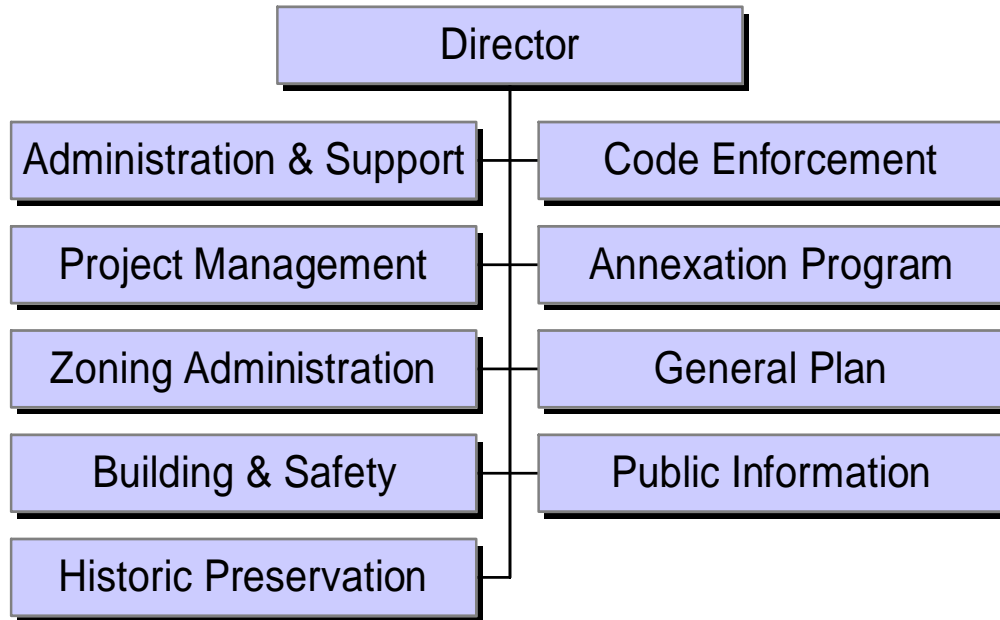 Director
Administration & Support
Code Enforcement
Project Management
Annexation Program
Zoning Administration
General Plan
Building & Safety
Public Information
Historic Preservation